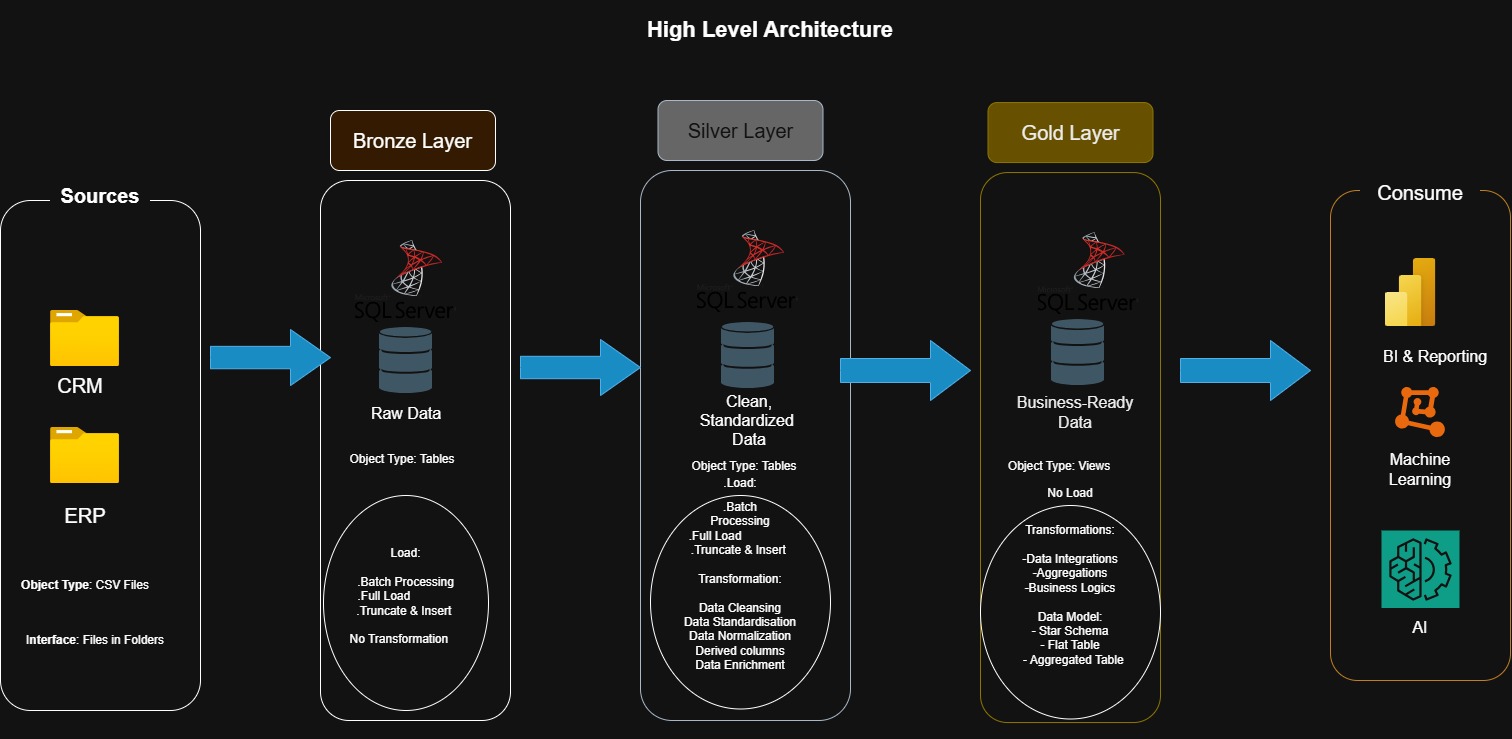 High Level Architecture
Sources
CRM
ERP
Object Type: CSV Files
Interface: Files in Folders
Bronze Layer
Microsoft
SQL Server
Raw Data
Object Type: Tables
Load:
.Batch Processing
.Full Load
.Truncate & Insert
No Transformation
Silver Layer
Microsoft
SQL Server
Clean,
Standardized
Data
Object Type: Tables
.Load:
.Batch
Processing
.Full Load
.Truncate & Insert
Transformation:
Data Cleansing
Data Standardisation
Data Normalization
Derived columns
Data Enrichment
Gold Layer
Microsoft
SQL Server
Business-Ready
Data
Object Type: Views
No Load
Transformations:
-Data Integrations
-Aggregations
-Business Logics
Data Model:
- Star Schema
- Flat Table
- Aggregated Table
Consume
BI & Reporting
Machine
Learning
AI